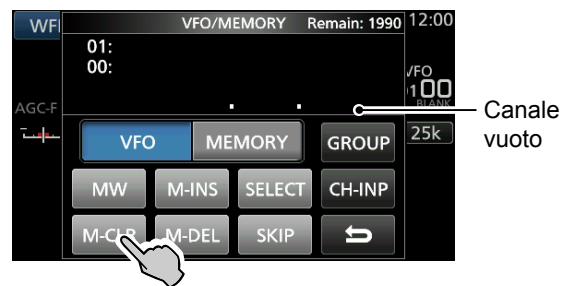 WFI VFO/MEMORY Remain: 1990 12:00
01:
00:
VFO
100
BLANK
AGC-F
Canale
vuoto
VFO MEMORY GROUP 25k
MW M-INS SELECT CH-INP
M-CLR M-DEL SKIP